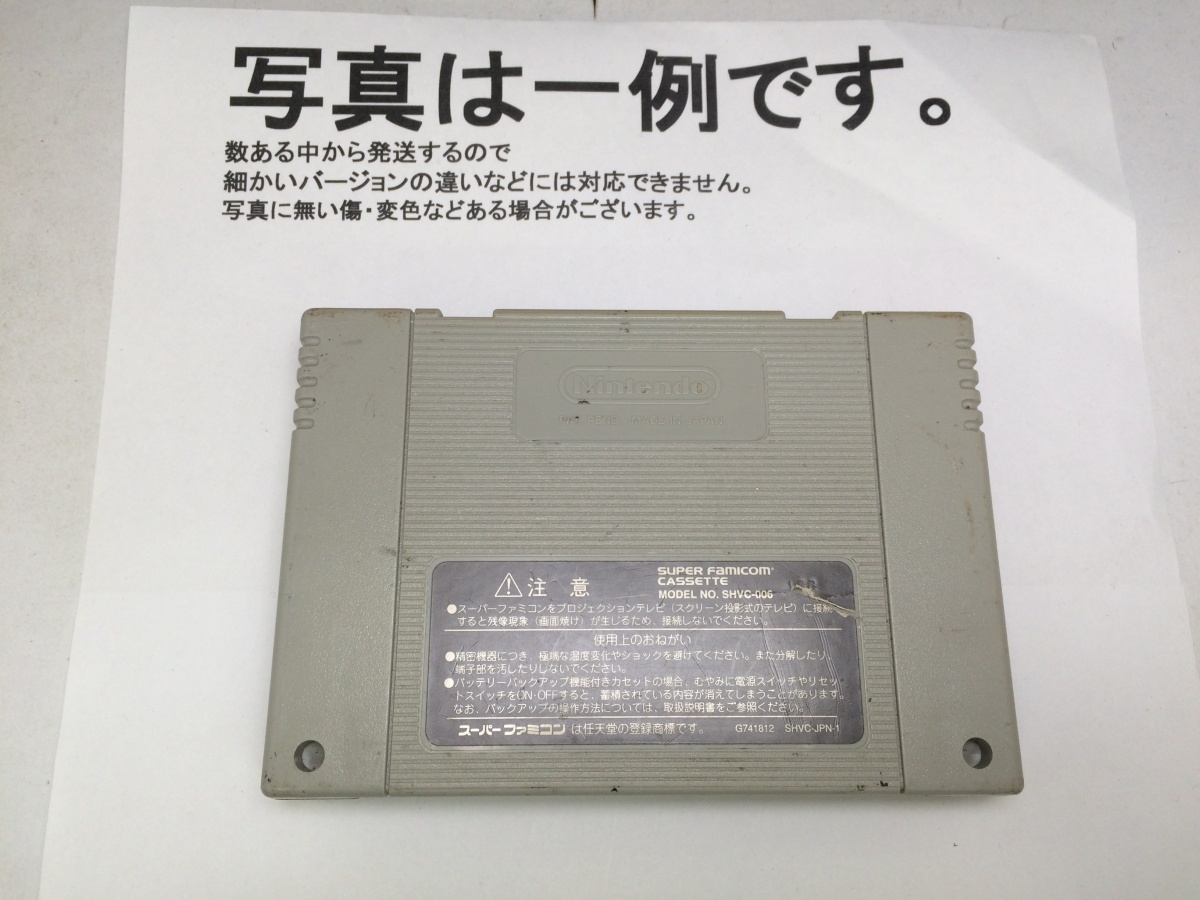 写真は一例です。
数ある中から発送するので
細かいバージョンの違いなどには対応できません。
写真に無い傷・変色などある場合がございます。
Nintendo
MADE IN JAPAN
⚠注 意
SUPER FAMICOM
CASSETTE
MODEL NO. SHVC-006
●スーパーファミコンをプロジェクションテレビ（スクリーン投影式のテレビ）に接続
すると残像現象（画面焼け）が生じるため、接続しないでください。
使用上のおねがい
●精密機器につき、極端な温度変化やショックを避けてください。また分解したり、
端子部を汚したりしないでください。
●バッテリーバックアップ機能付きカセットの場合、むやみに電源スイッチやリセッ
トスイッチをON・OFFすると、蓄積されている内容が消えてしまうことがあります。
なお、バックアップの操作方法については、取扱説明書をご参照ください。
スーパーファミコンは任天堂の登録商標です。 G741812 SHVC-JPN-1